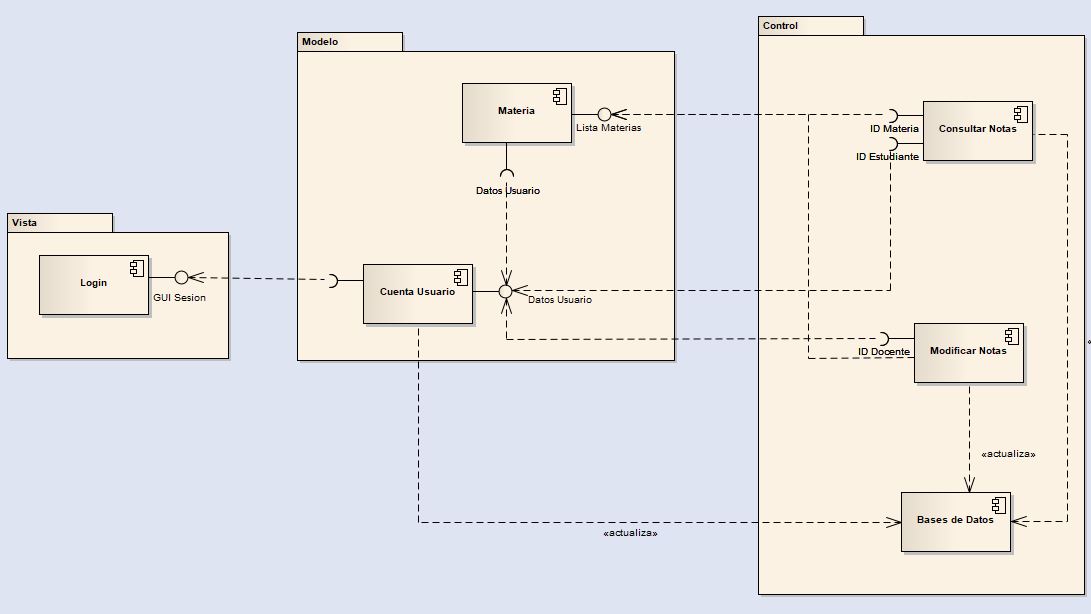 Control
Modelo
Materia
Lista Materias
ID Materia
Consultar Notas
ID Estudiante
Datos Usuario
Vista
Login
GUI Sesion
Cuenta Usuario
Datos Usuario
ID Docente
Modificar Notas
«actualiza»
Bases de Datos
«actualiza»